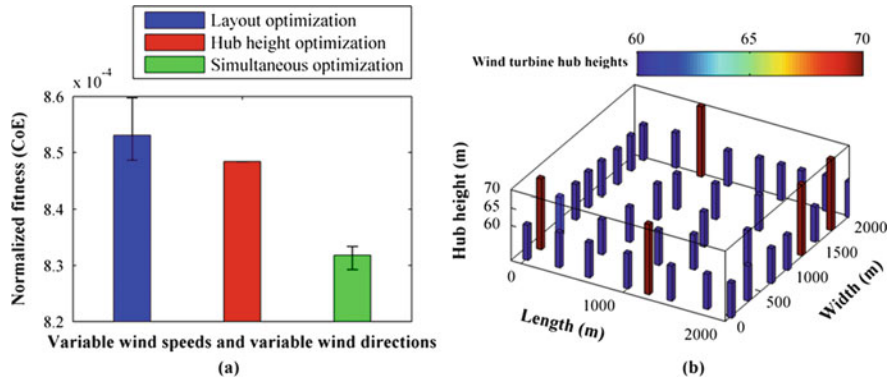 Layout optimization
Hub height optimization
Simultaneous optimization
x 10⁻⁴
8.6
8.5
8.4
8.3
8.2
Normalized fitness (CoE)
Variable wind speeds and variable wind directions
(a)
60 65 70
Wind turbine hub heights
Hub height (m)
70
65
60
0
1000
2000
Length (m)
0
500
1000
1500
2000
Width (m)
(b)